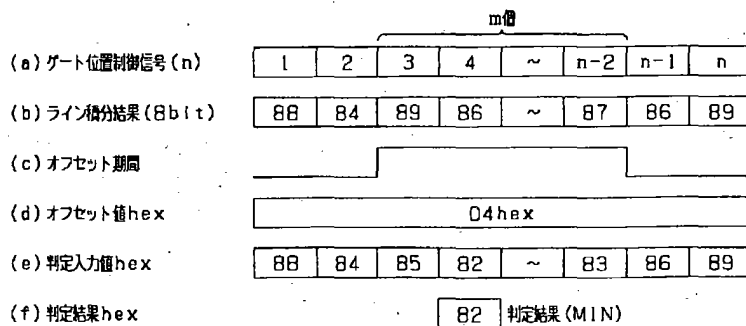 m個
(a)ゲート位置制御信号(n) 1 2 3 4 ~ n-2 n-1 n
(b)ライン積分結果(8bit) 88 84 89 86 ~ 87 86 89
(c)オフセット期間
(d)オフセット値hex 04hex
(e)判定入力値hex 88 84 85 82 ~ 83 86 89
(f)判定結果hex 82 判定結果(MIN)